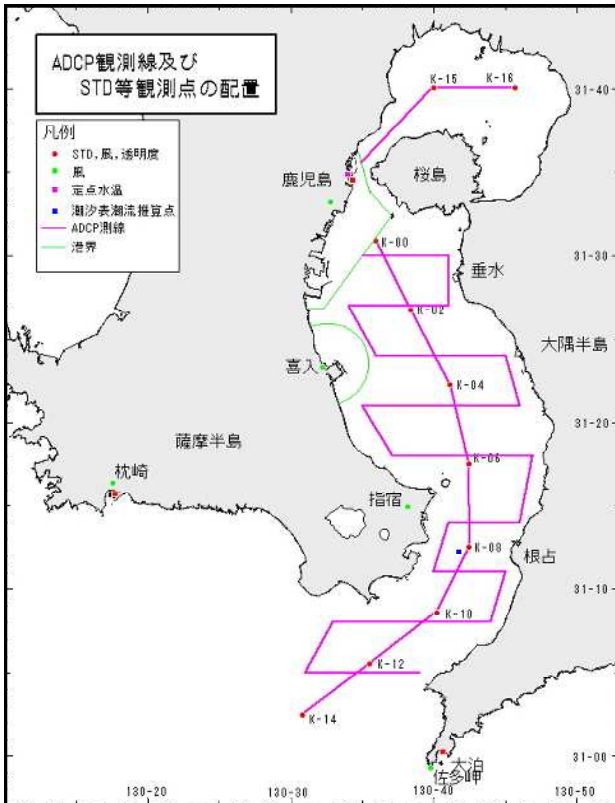 ADCP観測線及び
STD等観測点の配置
凡例
STD,風,透明度
風
定点水温
潮汐表潮流推算点
ADCP測線
港界
K-15
K-16
31-40
鹿児島
桜島
K-00
31-30
垂水
K-02
大隅半島
喜入
K-04
31-20
薩摩半島
K-06
枕崎
指宿
K-08
根占
31-10
K-10
K-12
K-14
31-00
大泊
佐多岬
130-20
130-30
130-40
130-50